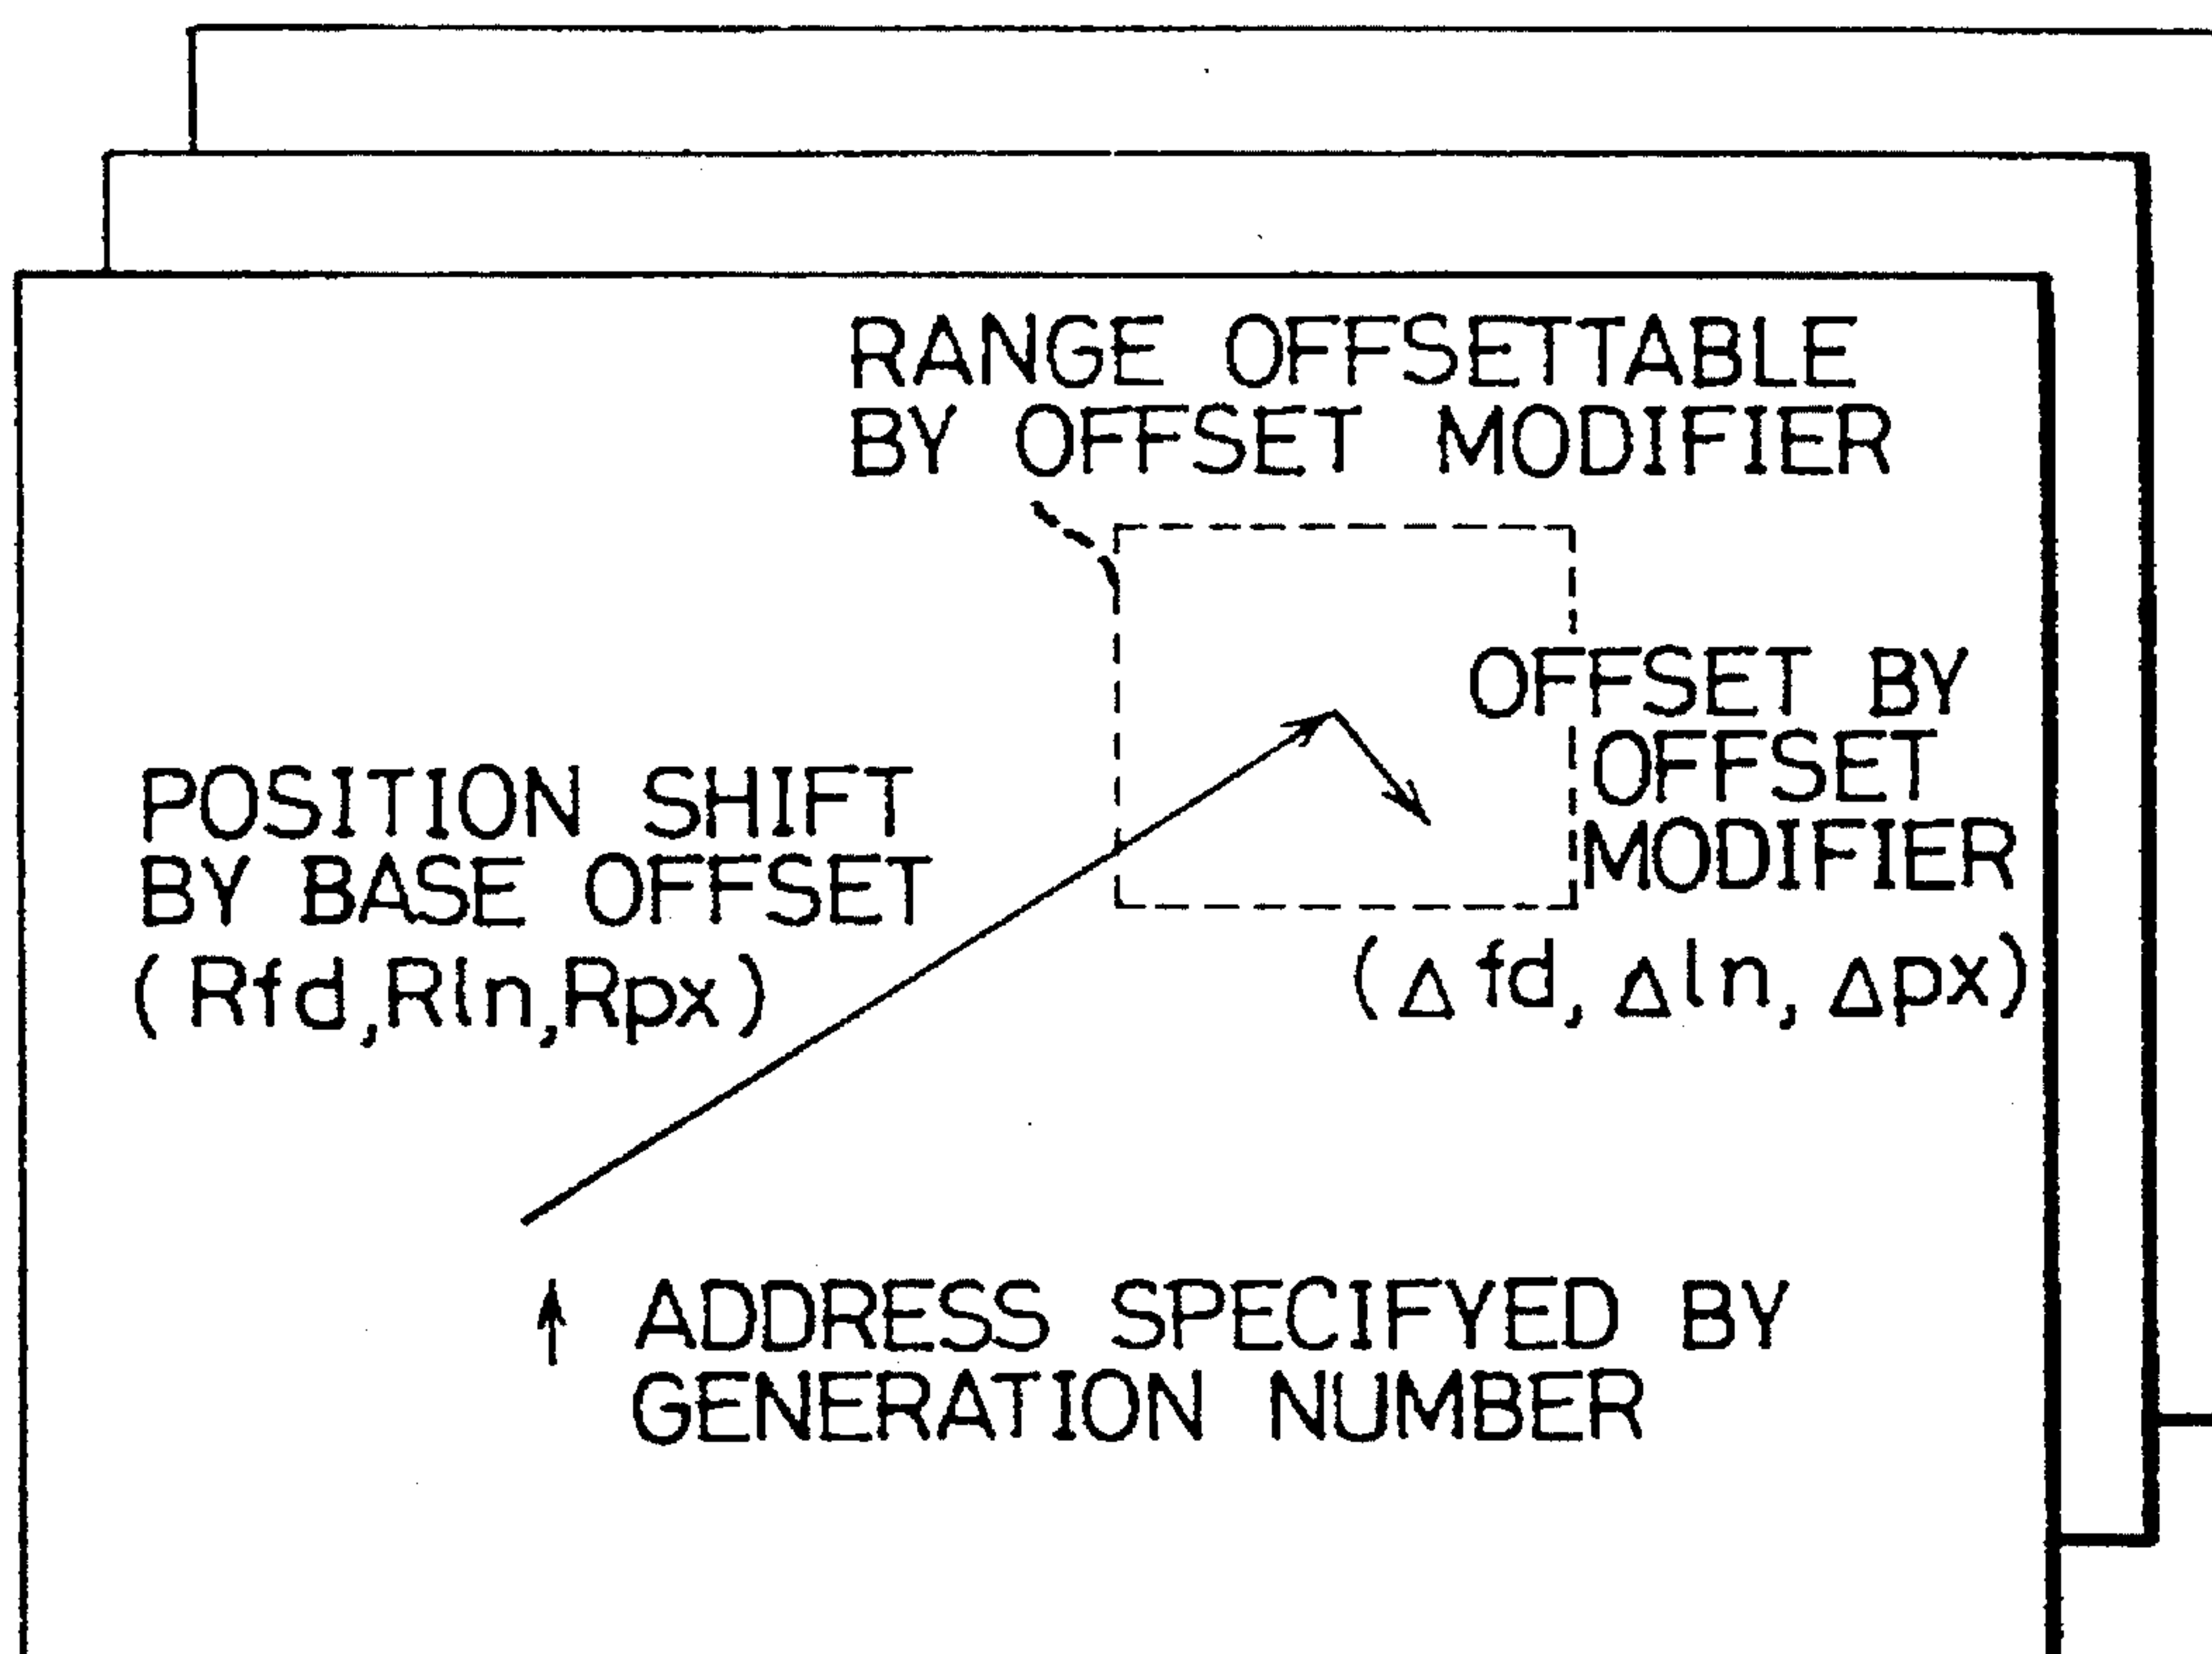 RANGE OFFSETTABLE
BY OFFSET MODIFIER
OFFSET BY
OFFSET
MODIFIER
(Δfd, Δln, Δpx)
POSITION SHIFT
BY BASE OFFSET
(Rfd,Rln,Rpx)
↑ ADDRESS SPECIFYED BY
GENERATION NUMBER